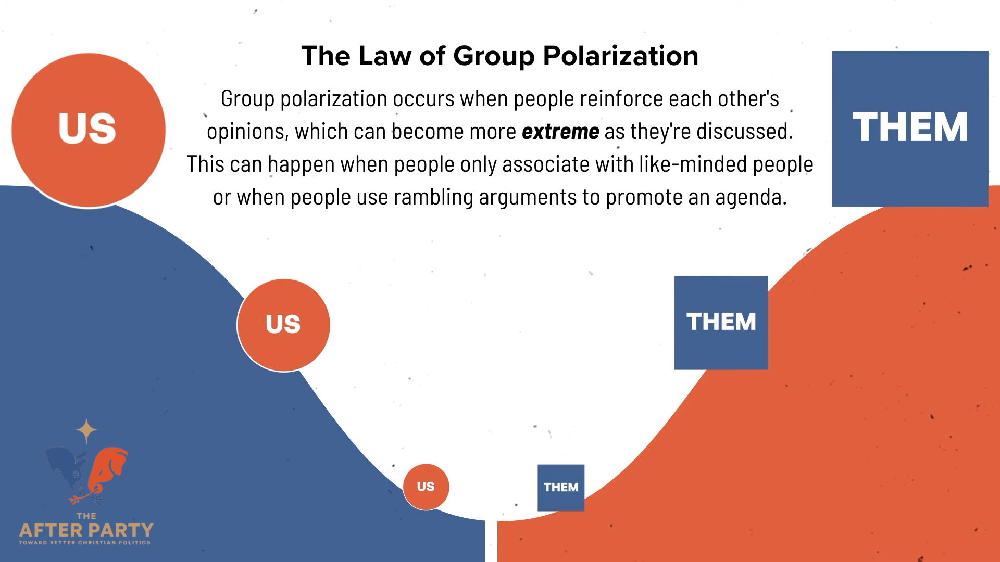 The Law of Group Polarization
Group polarization occurs when people reinforce each other's
opinions, which can become more extreme as they're discussed.
This can happen when people only associate with like-minded people
or when people use rambling arguments to promote an agenda.
US
THEM
US
THEM
US
THEM
THE
AFTER PARTY
TOWARD BETTER CHRISTIAN POLITICS